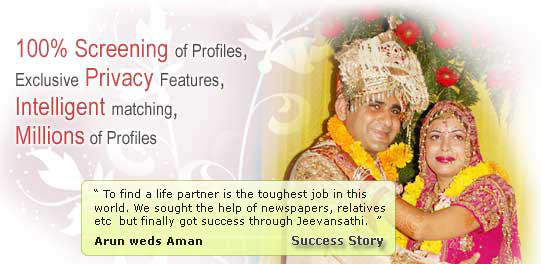 100% Screening of Profiles,
Exclusive Privacy Features,
Intelligent matching,
Millions of Profiles
“ To find a life partner is the toughest job in this
world. We sought the help of newspapers, relatives
etc  but finally got success through Jeevansathi.  ”
Arun weds Aman
Success Story